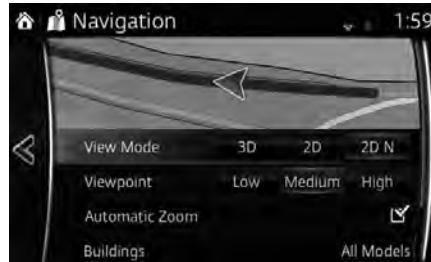 Navigation 1:59
View Mode 3D 2D 2D N
Viewpoint Low Medium High
Automatic Zoom
Buildings All Models